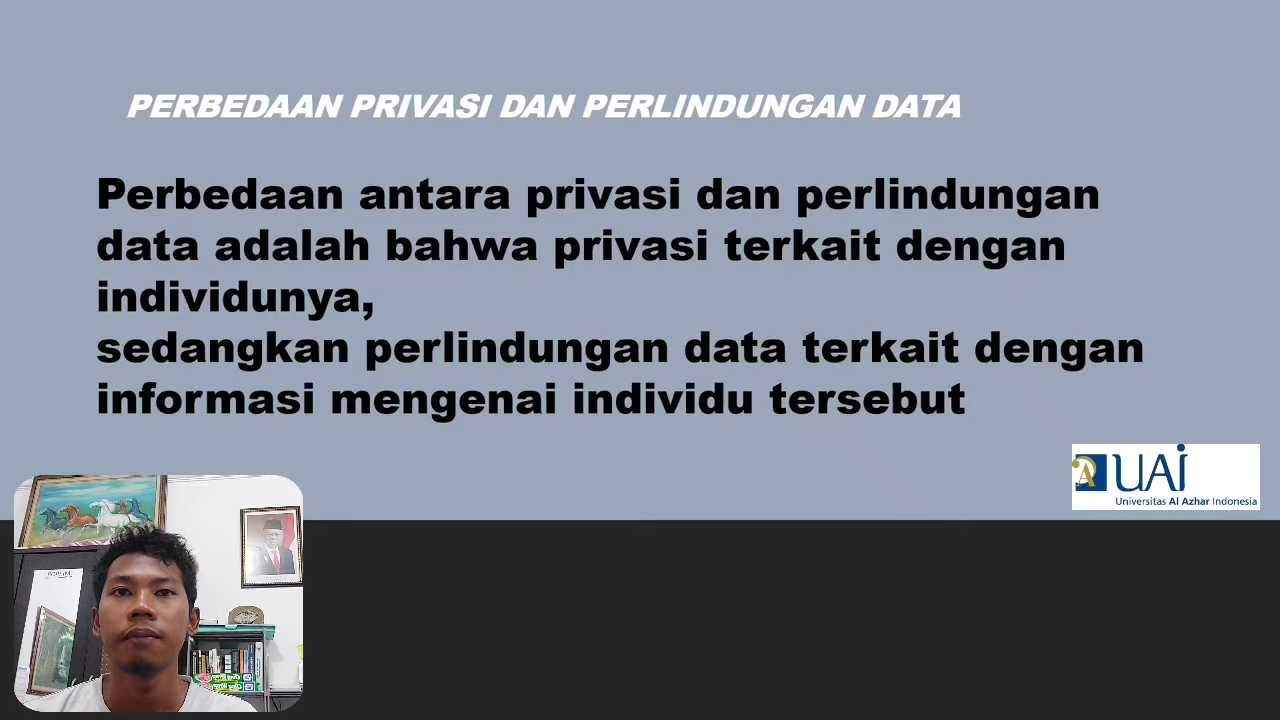 PERBEDAAN PRIVASI DAN PERLINDUNGAN DATA
Perbedaan antara privasi dan perlindungan
data adalah bahwa privasi terkait dengan
individunya,
sedangkan perlindungan data terkait dengan
informasi mengenai individu tersebut
UAI
Universitas Al Azhar Indonesia